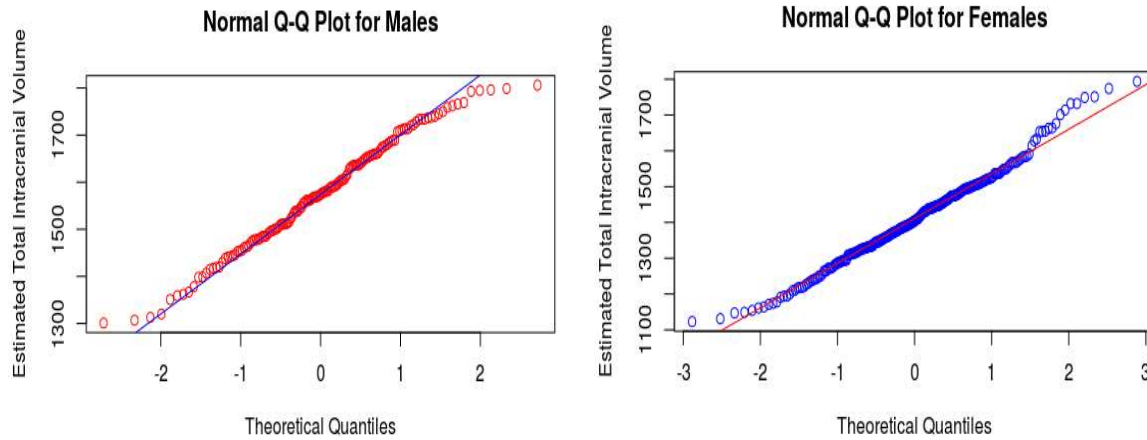 Normal Q-Q Plot for Males
Estimated Total Intracranial Volume
1700
1500
1300
-2 -1 0 1 2
Theoretical Quantiles
Normal Q-Q Plot for Females
Estimated Total Intracranial Volume
1700
1500
1300
1100
-3 -2 -1 0 1 2 3
Theoretical Quantiles